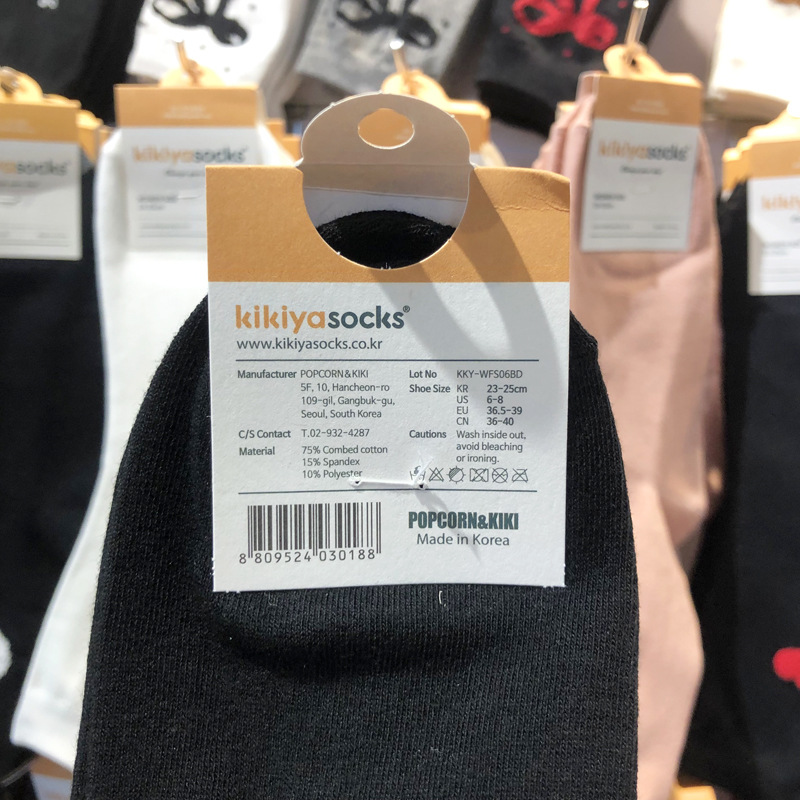 kikiyasocks®
www.kikiyasocks.co.kr
Manufacturer POPCORN&KIKI
5F, 10, Hancheon-ro
109-gil, Gangbuk-gu,
Seoul, South Korea
C/S Contact T.02-932-4287
Material 75% Combed cotton
15% Spandex
10% Polyester
Lot No KKY-WFS06BD
Shoe Size KR 23-25cm
US 6-8
EU 36.5-39
CN 36-40
Cautions Wash inside out,
avoid bleaching
or ironing.
8 809524 030188
POPCORN&KIKI
Made in Korea
kikiyasocks
kikiyasocks